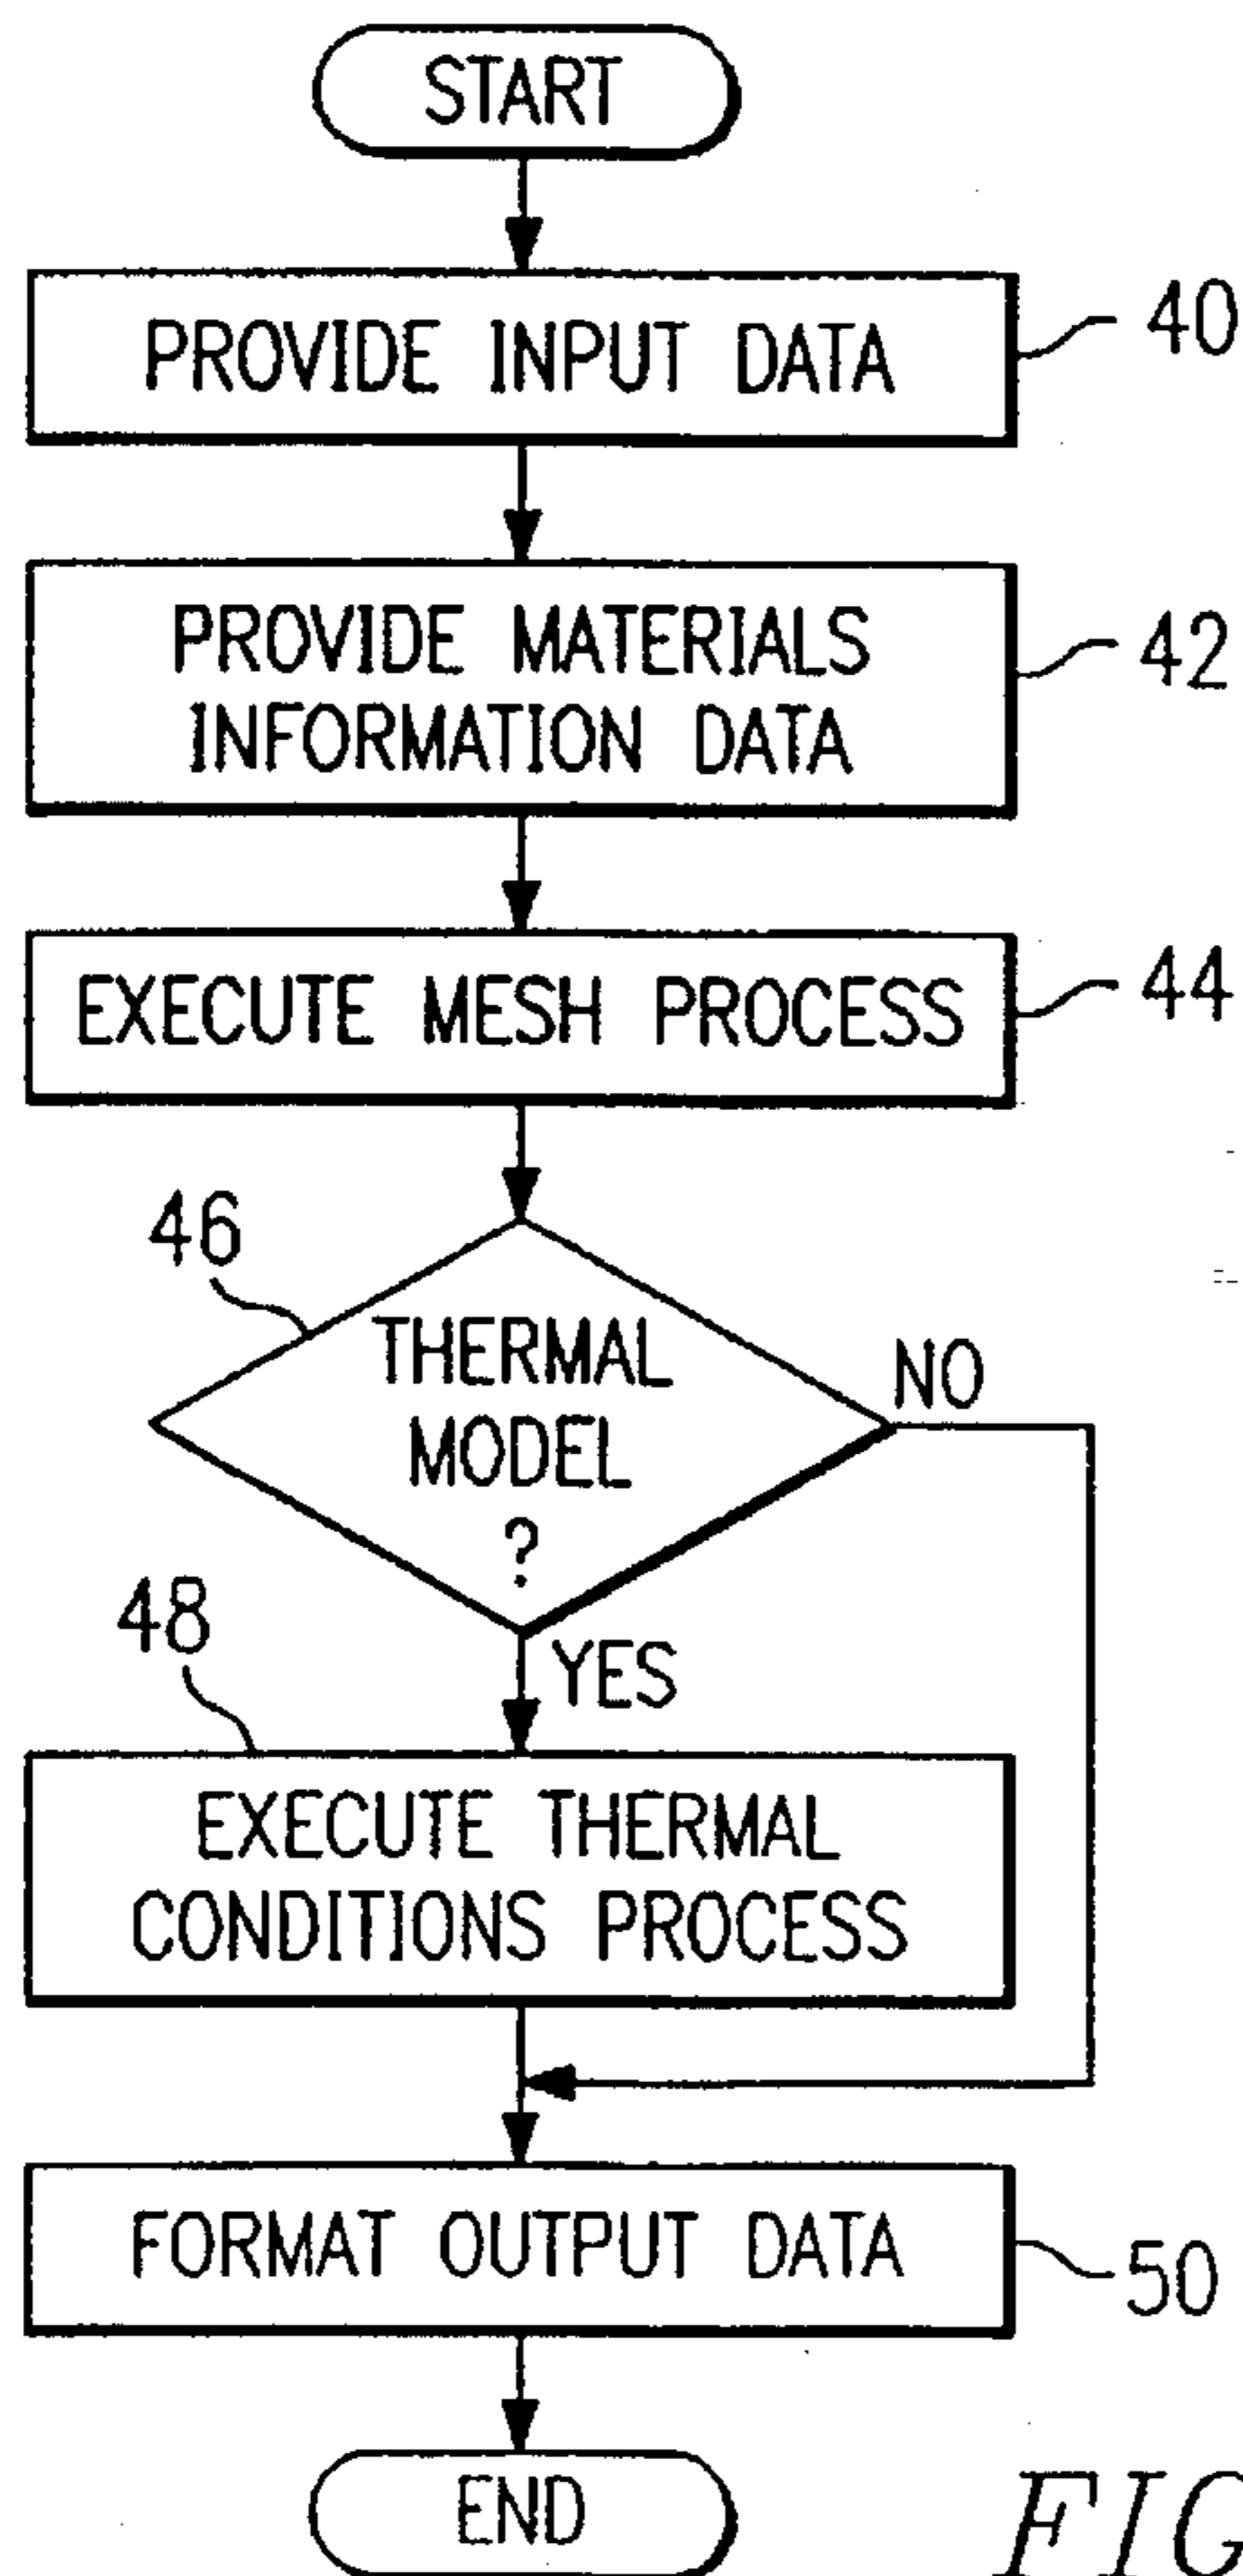 START
PROVIDE INPUT DATA
40
PROVIDE MATERIALS
INFORMATION DATA
42
EXECUTE MESH PROCESS
44
46
THERMAL
MODEL
?
NO
YES
48
EXECUTE THERMAL
CONDITIONS PROCESS
FORMAT OUTPUT DATA
50
END
FIG